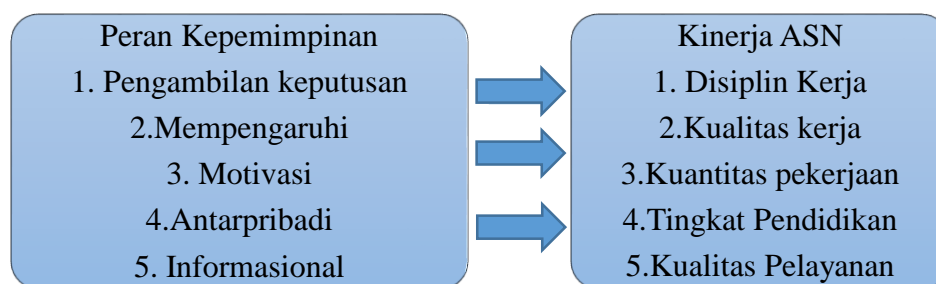 Peran Kepemimpinan
1. Pengambilan keputusan
2.Mempengaruhi
3. Motivasi
4.Antarpribadi
5. Informasional
Kinerja ASN
1. Disiplin Kerja
2.Kualitas kerja
3.Kuantitas pekerjaan
4.Tingkat Pendidikan
5.Kualitas Pelayanan